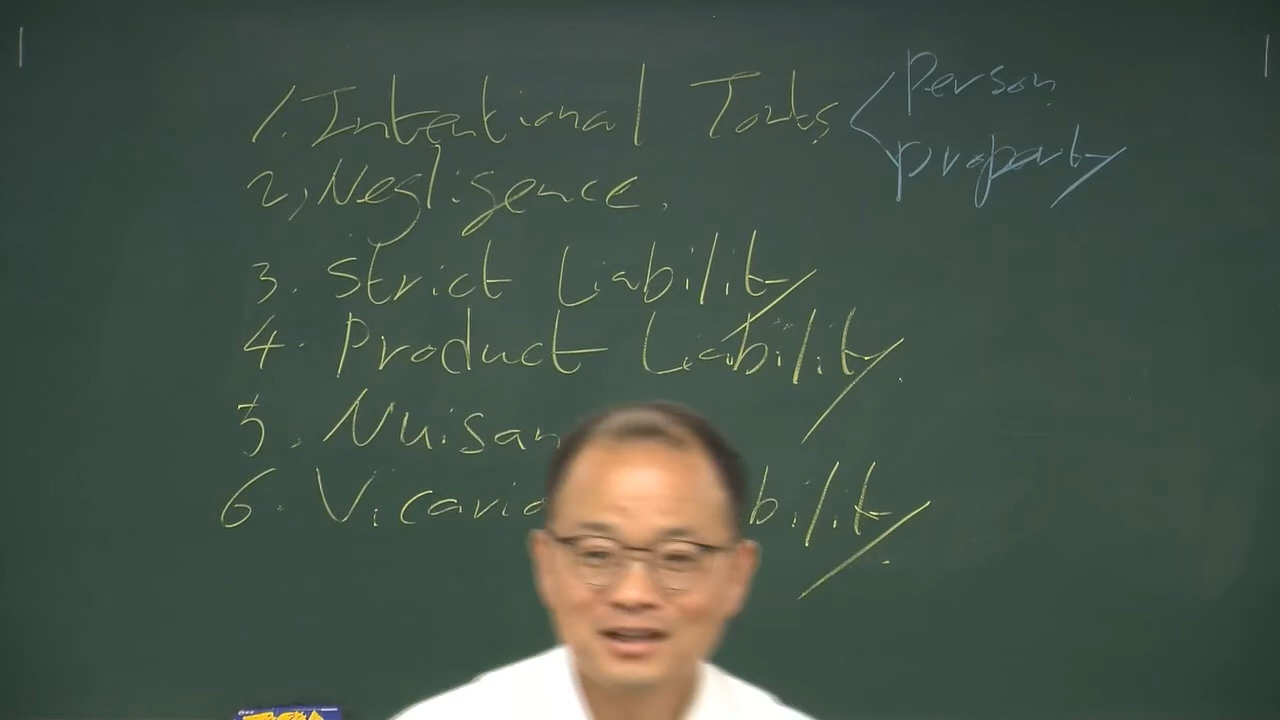 1. Intentional Torts < Person
property
2, Negligence.
3. Strict Liability
4. Product Liability.
5. Nuisan
6. Vicario bility.